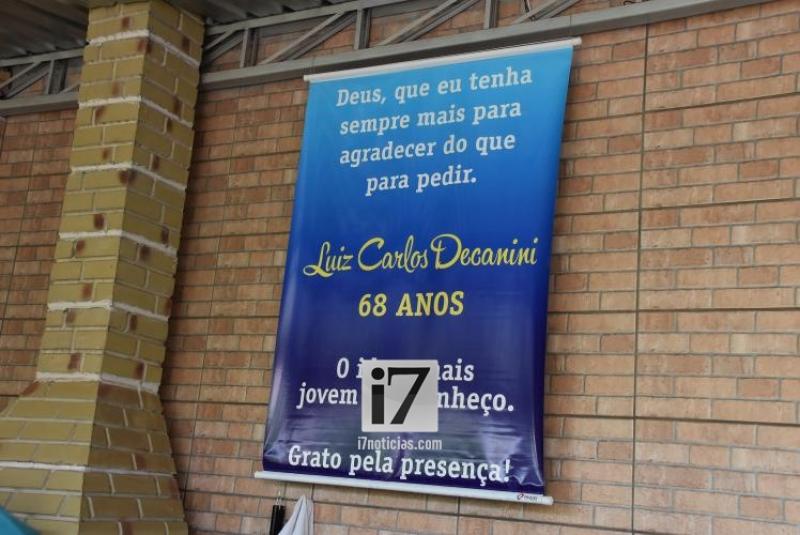 Deus, que eu tenha
sempre mais para
agradecer do que
para pedir.
Luiz Carlos Decanini
68 ANOS
O mais
jovem nheço.
i7
i7noticias.com
Grato pela presença!